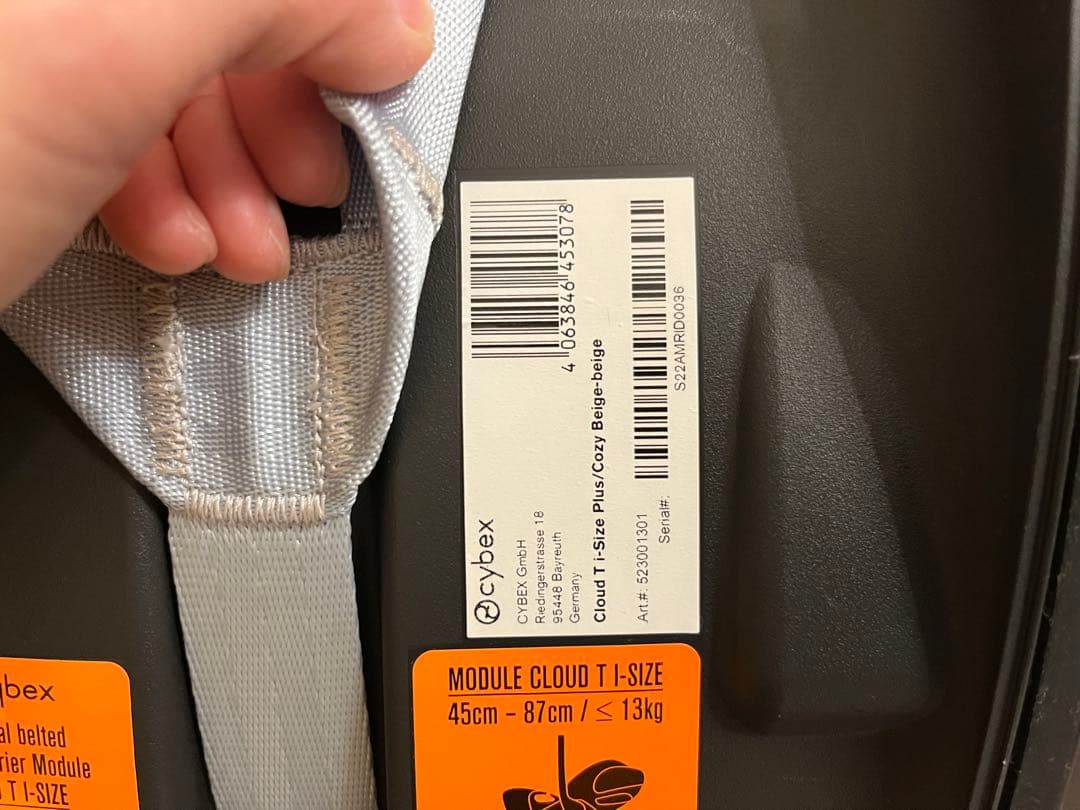 cybex
CYBEX GmbH
Riedingerstrasse 18
95448 Bayreuth
Germany
4 063846 453078
Cloud T i-Size Plus/Cozy Beige-beige
Art.#: 523001301
Serial#:
S22AMRID0036
MODULE CLOUD T I-SIZE
45cm – 87cm / ≤ 13kg
bex
al belted
rier Module
T I-SIZE